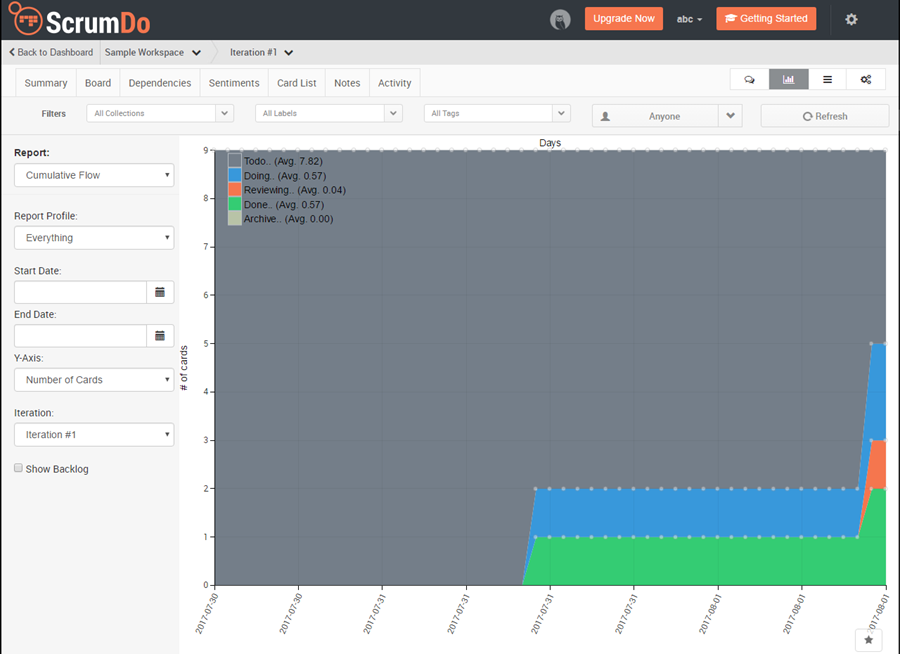 ScrumDo
Upgrade Now
abc
Getting Started
Back to Dashboard
Sample Workspace
Iteration #1
Summary
Board
Dependencies
Sentiments
Card List
Notes
Activity
Filters
All Collections
All Labels
All Tags
Anyone
Refresh
Report:
Cumulative Flow
Report Profile:
Everything
Start Date:
End Date:
Y-Axis:
Number of Cards
Iteration:
Iteration #1
Show Backlog
Days
Todo.. (Avg. 7.82)
Doing.. (Avg. 0.57)
Reviewing.. (Avg. 0.04)
Done.. (Avg. 0.57)
Archive.. (Avg. 0.00)
# of cards
9
8
7
6
5
4
3
2
1
0
2017-07-30
2017-07-30
2017-07-31
2017-07-31
2017-07-31
2017-07-31
2017-08-01
2017-08-01
2017-08-01